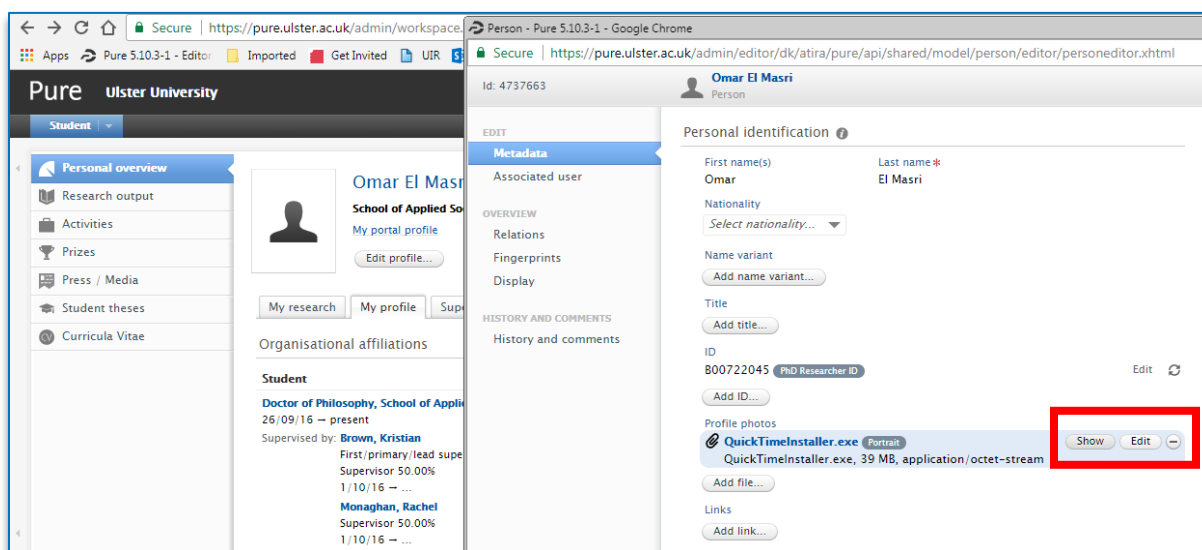 Secure https://pure.ulster.ac.uk/admin/workspace.
Apps Pure 5.10.3-1 - Editor Imported Get Invited UIR
Pure Ulster University
Student
Personal overview
Research output
Activities
Prizes
Press / Media
Student theses
Curricula Vitae
Omar El Masr
School of Applied So
My portal profile
Edit profile...
My research My profile Supe
Organisational affiliations
Student
Doctor of Philosophy, School of Applie
26/09/16 → present
Supervised by: Brown, Kristian
First/primary/lead supe
Supervisor 50.00%
1/10/16 → ...
Monaghan, Rachel
Supervisor 50.00%
1/10/16 → ...
Person - Pure 5.10.3-1 - Google Chrome
Secure https://pure.ulster.ac.uk/admin/editor/dk/atira/pure/api/shared/model/person/editor/personeditor.xhtml
Id: 4737663
Omar El Masri
Person
EDIT
Metadata
Associated user
OVERVIEW
Relations
Fingerprints
Display
HISTORY AND COMMENTS
History and comments
Personal identification
First name(s) Last name *
Omar El Masri
Nationality
Select nationality...
Name variant
Add name variant...
Title
Add title...
ID
B00722045 PhD Researcher ID Edit
Add ID...
Profile photos
QuickTimeInstaller.exe Portrait Show Edit
QuickTimeInstaller.exe, 39 MB, application/octet-stream
Add file...
Links
Add link...